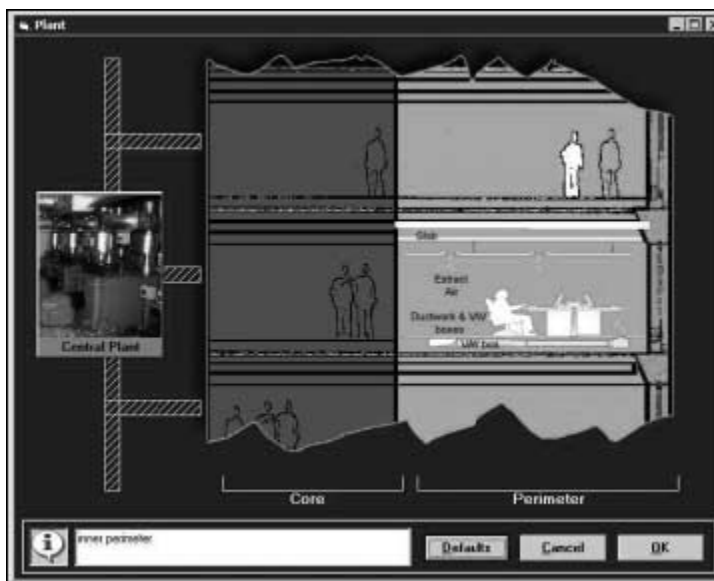 Plant
Slab
Extract
Air
Ductwork & VAV
boxes
VAV box
Central Plant
Core
Perimeter
inner perimeter
Defaults
Cancel
OK